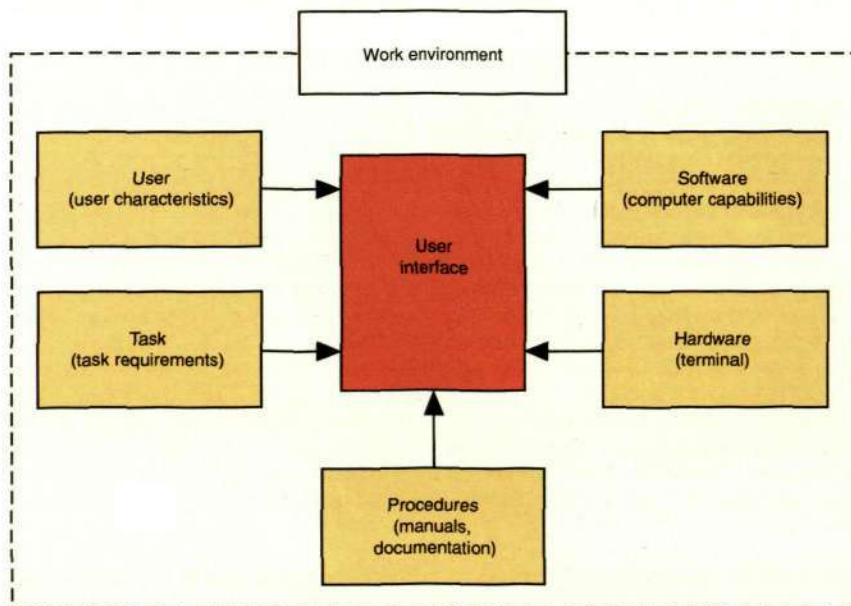 Work environment
User
(user characteristics)
Software
(computer capabilities)
User
interface
Task
(task requirements)
Hardware
(terminal)
Procedures
(manuals,
documentation)